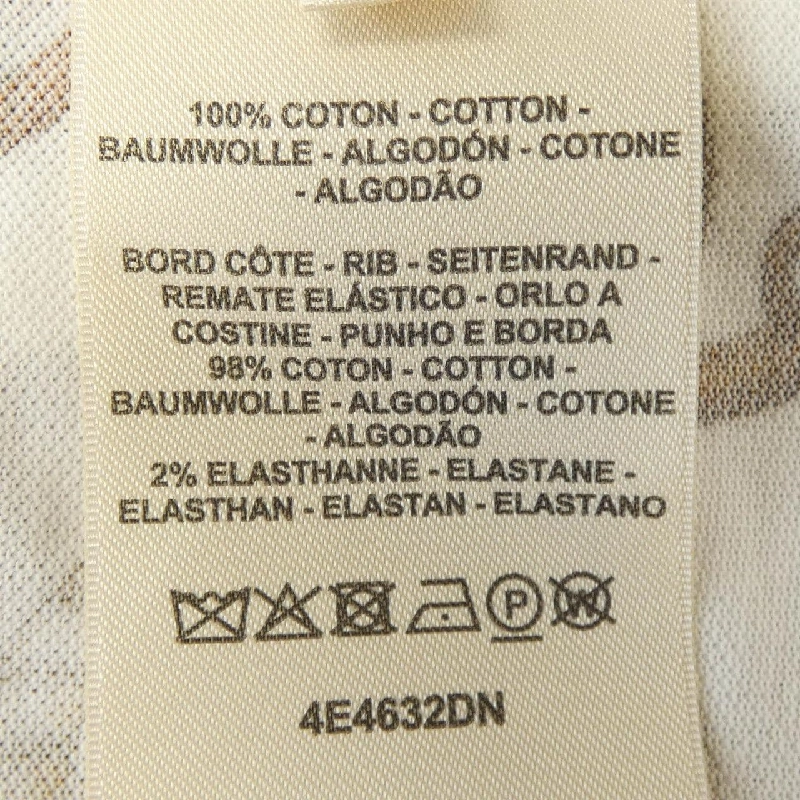 100% COTON - COTTON -
BAUMWOLLE - ALGODÓN - COTONE
- ALGODÃO
BORD CÔTE - RIB - SEITENRAND -
REMATE ELÁSTICO - ORLO A
COSTINE - PUNHO E BORDA
98% COTON - COTTON -
BAUMWOLLE - ALGODÓN - COTONE
- ALGODÃO
2% ELASTHANNE - ELASTANE -
ELASTHAN - ELASTAN - ELASTANO
P W
4E4632DN